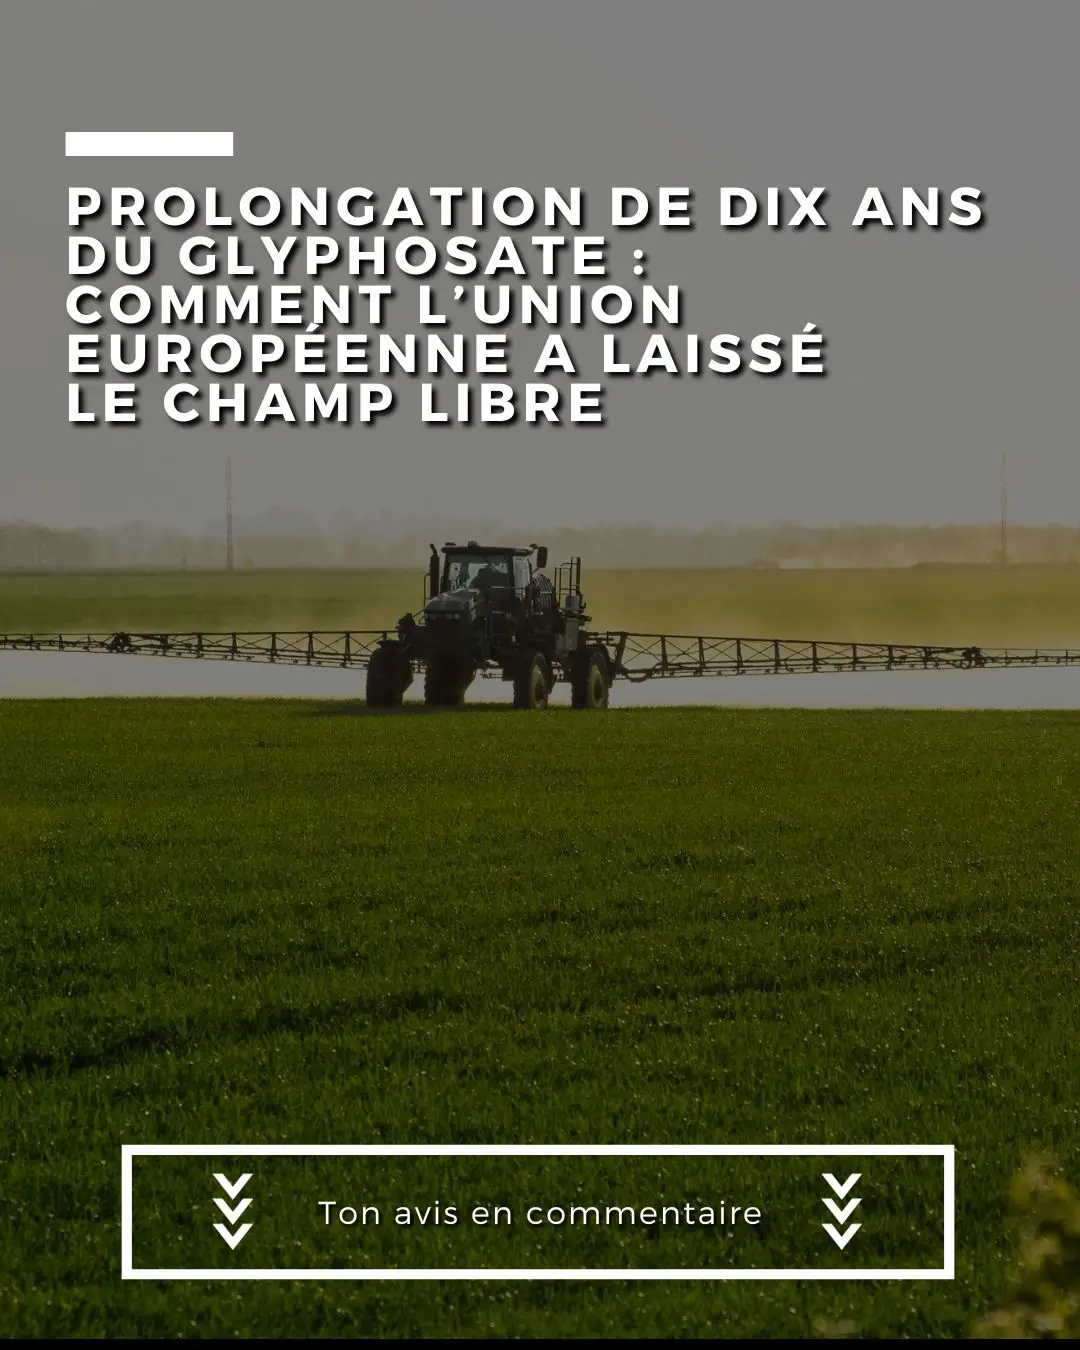 PROLONGATION DE DIX ANS
DU GLYPHOSATE :
COMMENT L’UNION
EUROPÉENNE A LAISSÉ
LE CHAMP LIBRE
Ton avis en commentaire